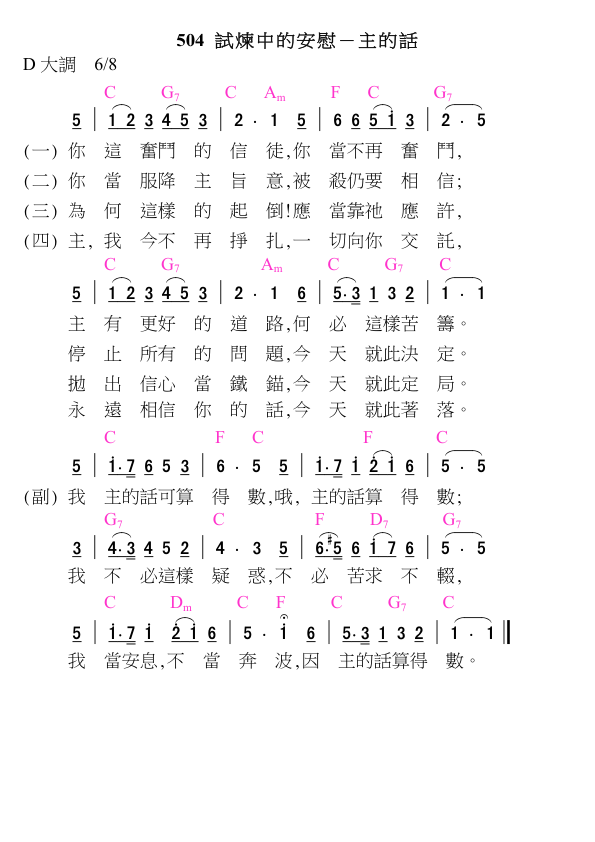 504 試煉中的安慰－主的話
D 大調 6/8
C G7 C Am F C G7
5 | 1 2 3 4 5 3 | 2 · 1 5 | 6 6 5 i 3 | 2 · 5
(一) 你 這 奮鬥 的 信 徒,你 當不再 奮 鬥,
(二) 你 當 服降 主 旨 意,被 殺仍要 相 信;
(三) 為 何 這樣 的 起 倒!應 當靠祂 應 許,
(四) 主, 我 今不 再 掙 扎,一 切向你 交 託,
C G7 Am C G7 C
5 | 1 2 3 4 5 3 | 2 · 1 6 | 5·3 1 3 2 | 1 · 1
主 有 更好 的 道 路,何 必 這樣苦 籌。
停 止 所有 的 問 題,今 天 就此決 定。
拋 出 信心 當 鐵 錨,今 天 就此定 局。
永 遠 相信 你 的 話,今 天 就此著 落。
C F C F C
5 | i·7 6 5 3 | 6 · 5 5 | i·7 i 2 i 6 | 5 · 5
(副) 我 主的話可算 得 數,哦, 主的話算 得 數;
G7 C F D7 G7
3 | 4·3 4 5 2 | 4 · 3 5 | 6·#5 6 i 7 6 | 5 · 5
我 不 必這樣 疑 惑,不 必 苦求 不 輟,
C Dm C F C G7 C
5 | i·7 i 2 i 6 | 5 · i 6 | 5·3 1 3 2 | 1 · 1 ||
我 當安息,不 當 奔 波,因 主的話算得 數。